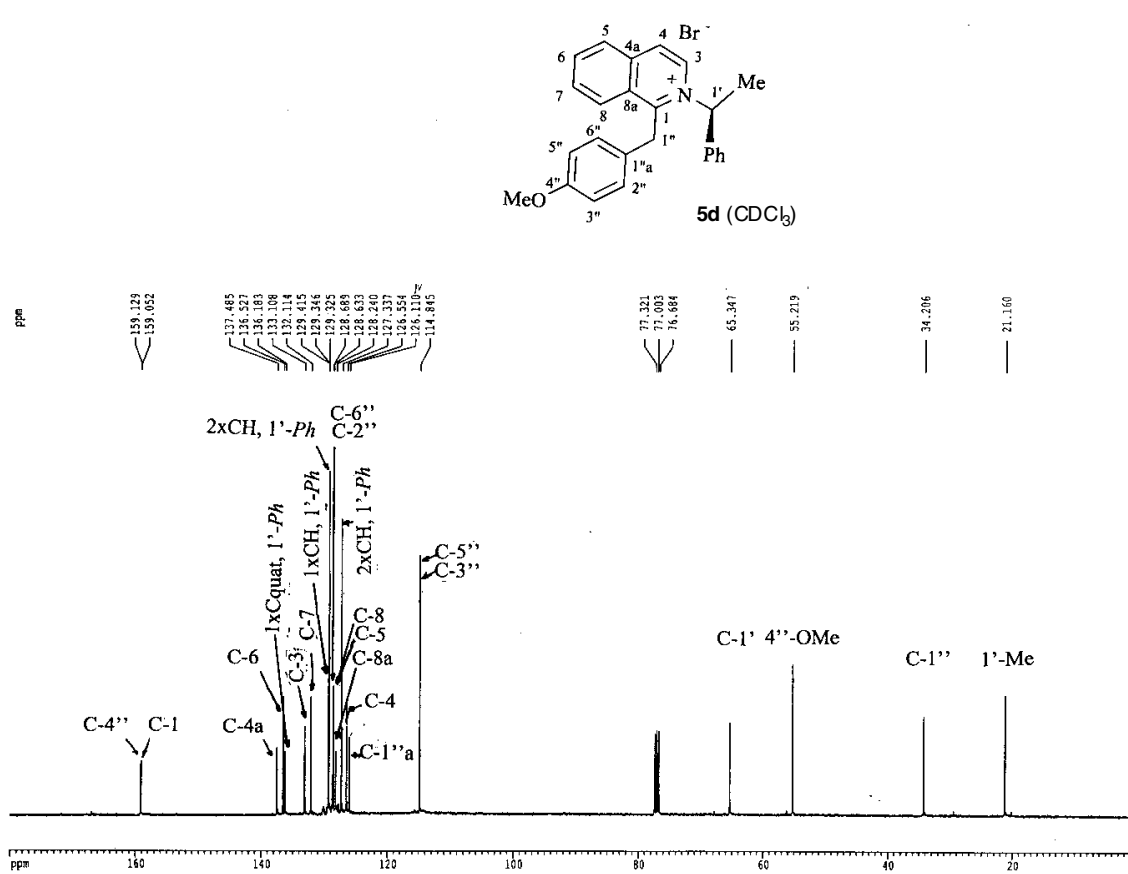 5
4
Br -
6
4a
3
+
N
1'
Me
7
8a
8
1
6''
1''
5''
Ph
1''a
4''
2''
MeO
3''
5d (CDCl3)
ppm
159.129
159.052
137.485
136.527
136.183
133.108
132.114
129.415
129.346
129.325
128.689
128.633
128.240
127.337
126.554
126.110
114.845
77.321
77.003
76.684
65.347
55.219
34.206
21.160
C-6’’
2xCH, 1’-Ph
C-2’’
1xCquat, 1’-Ph
1xCH, 1’-Ph
2xCH, 1’-Ph
C-5’’
C-3’’
C-7
C-8
C-5
C-6
C-3
C-8a
C-1’
4’’-OMe
C-1’’
1’-Me
C-4
C-4’’
C-1
C-4a
C-1’’a
ppm
160
140
120
100
80
60
40
20